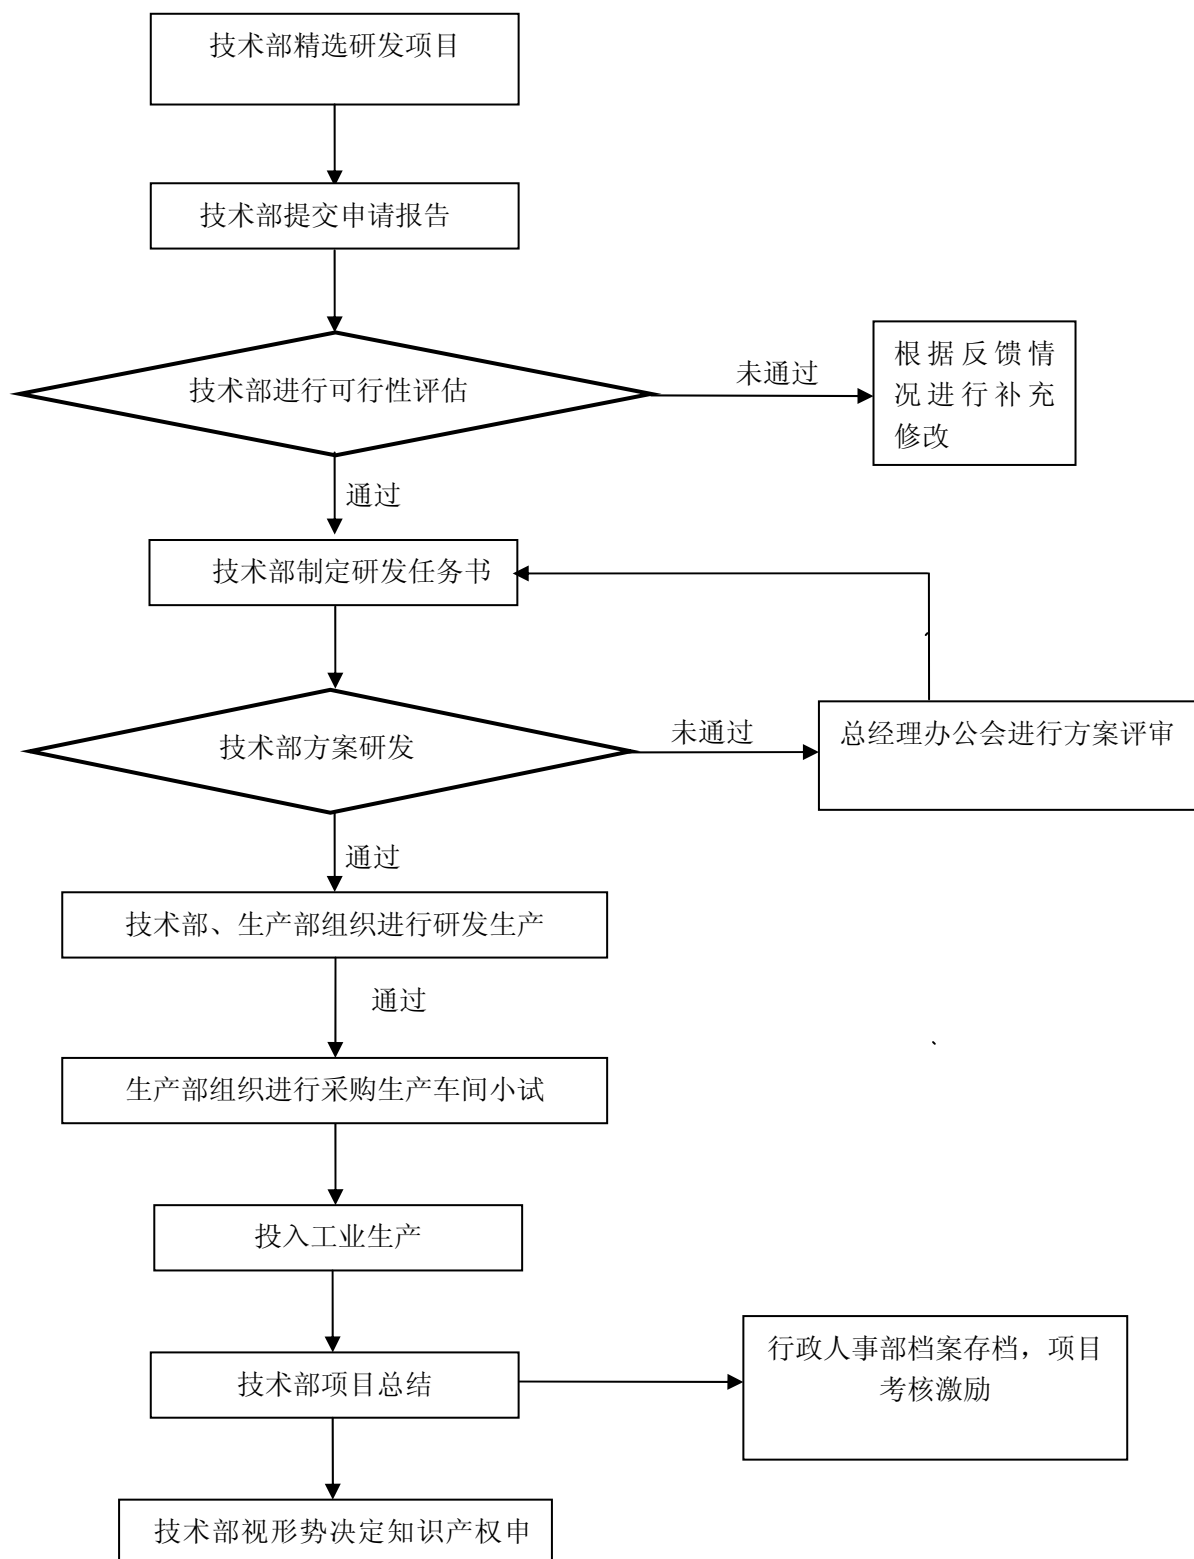 技术部精选研发项目
技术部提交申请报告
技术部进行可行性评估
未通过
根据反馈情
况进行补充
修改
通过
技术部制定研发任务书
技术部方案研发
未通过
总经理办公会进行方案评审
通过
技术部、生产部组织进行研发生产
通过
生产部组织进行采购生产车间小试
投入工业生产
技术部项目总结
行政人事部档案存档，项目
考核激励
技术部视形势决定知识产权申